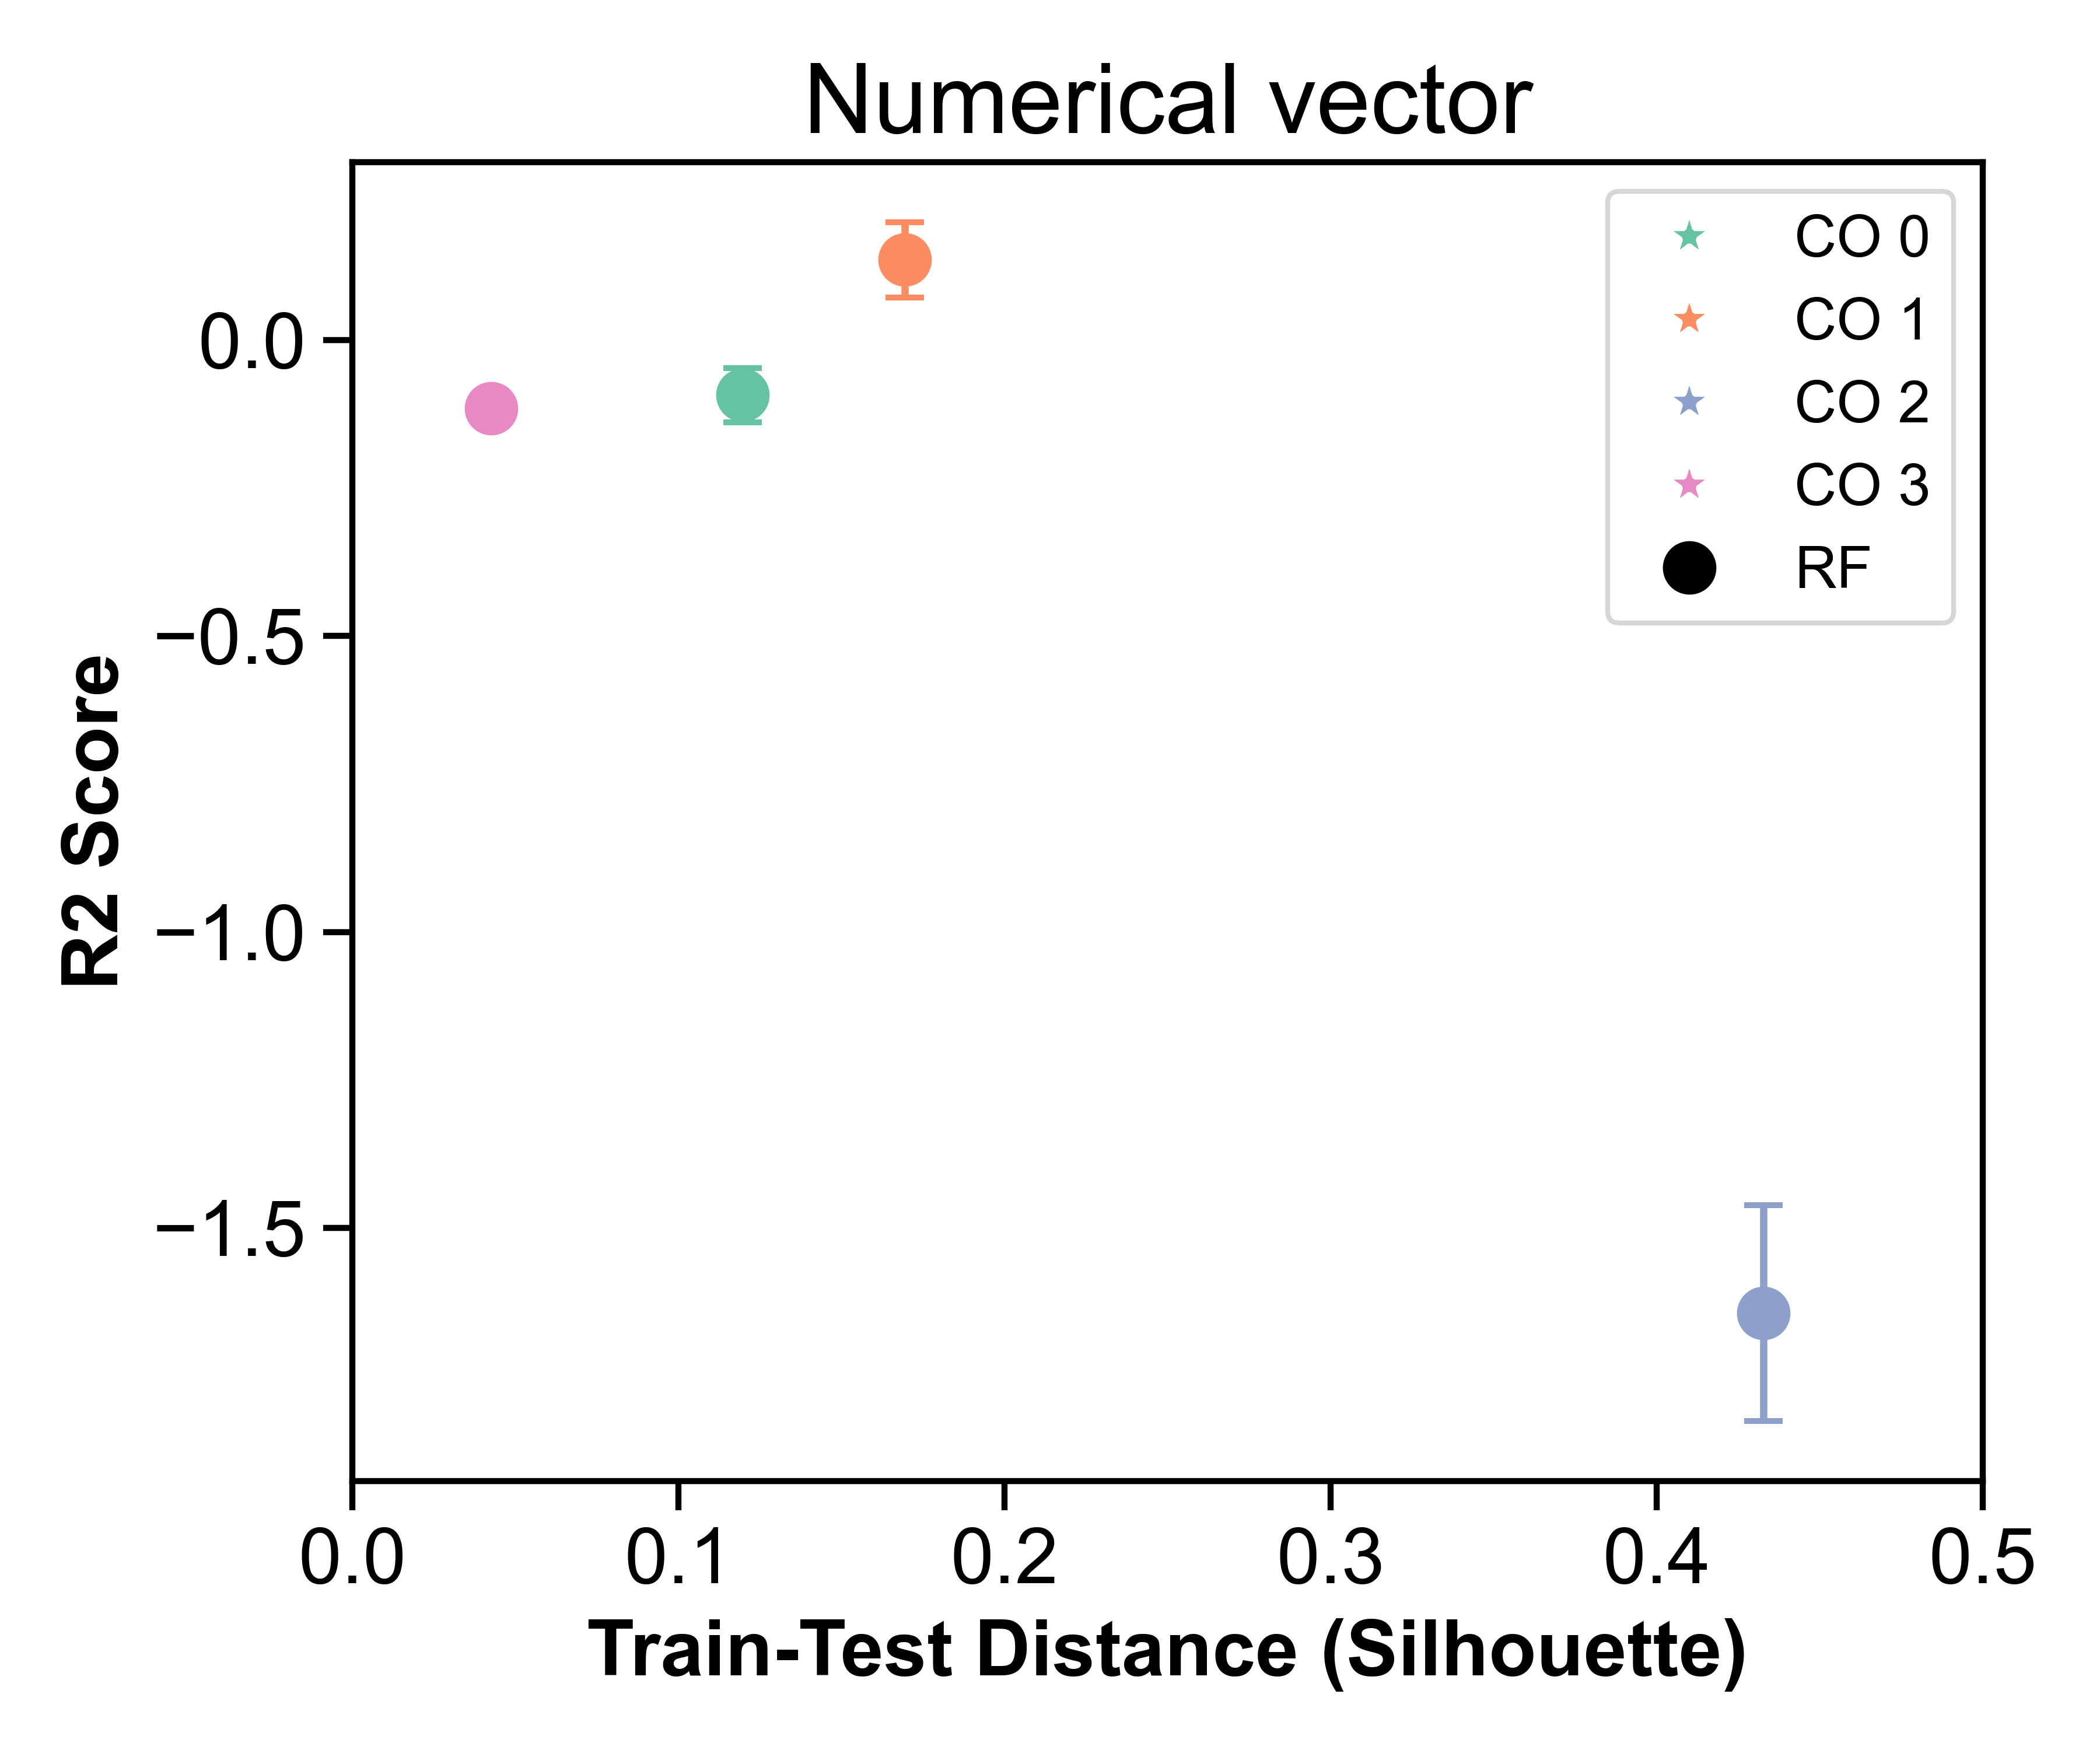 Numerical vector
CO 0
CO 1
CO 2
CO 3
RF
R2 Score
0.0
−0.5
−1.0
−1.5
0.0 0.1 0.2 0.3 0.4 0.5
Train-Test Distance (Silhouette)